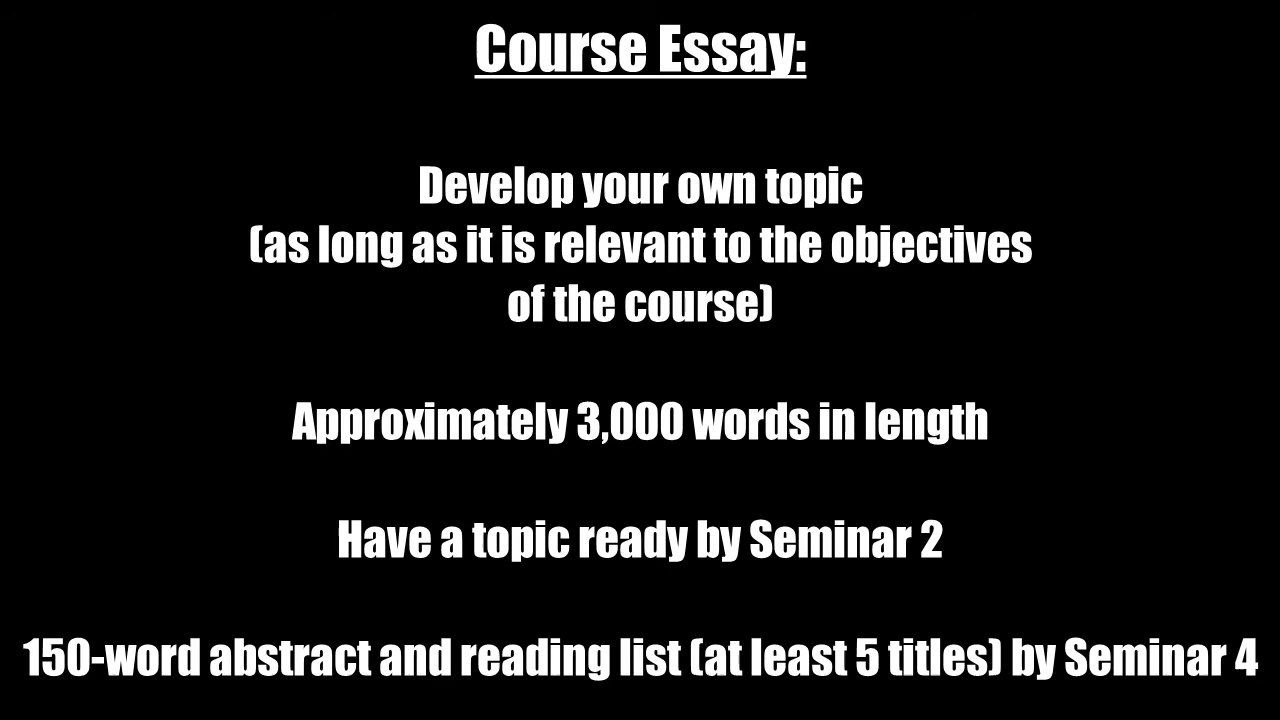 Course Essay:
Develop your own topic
(as long as it is relevant to the objectives
of the course)
Approximately 3,000 words in length
Have a topic ready by Seminar 2
150-word abstract and reading list (at least 5 titles) by Seminar 4